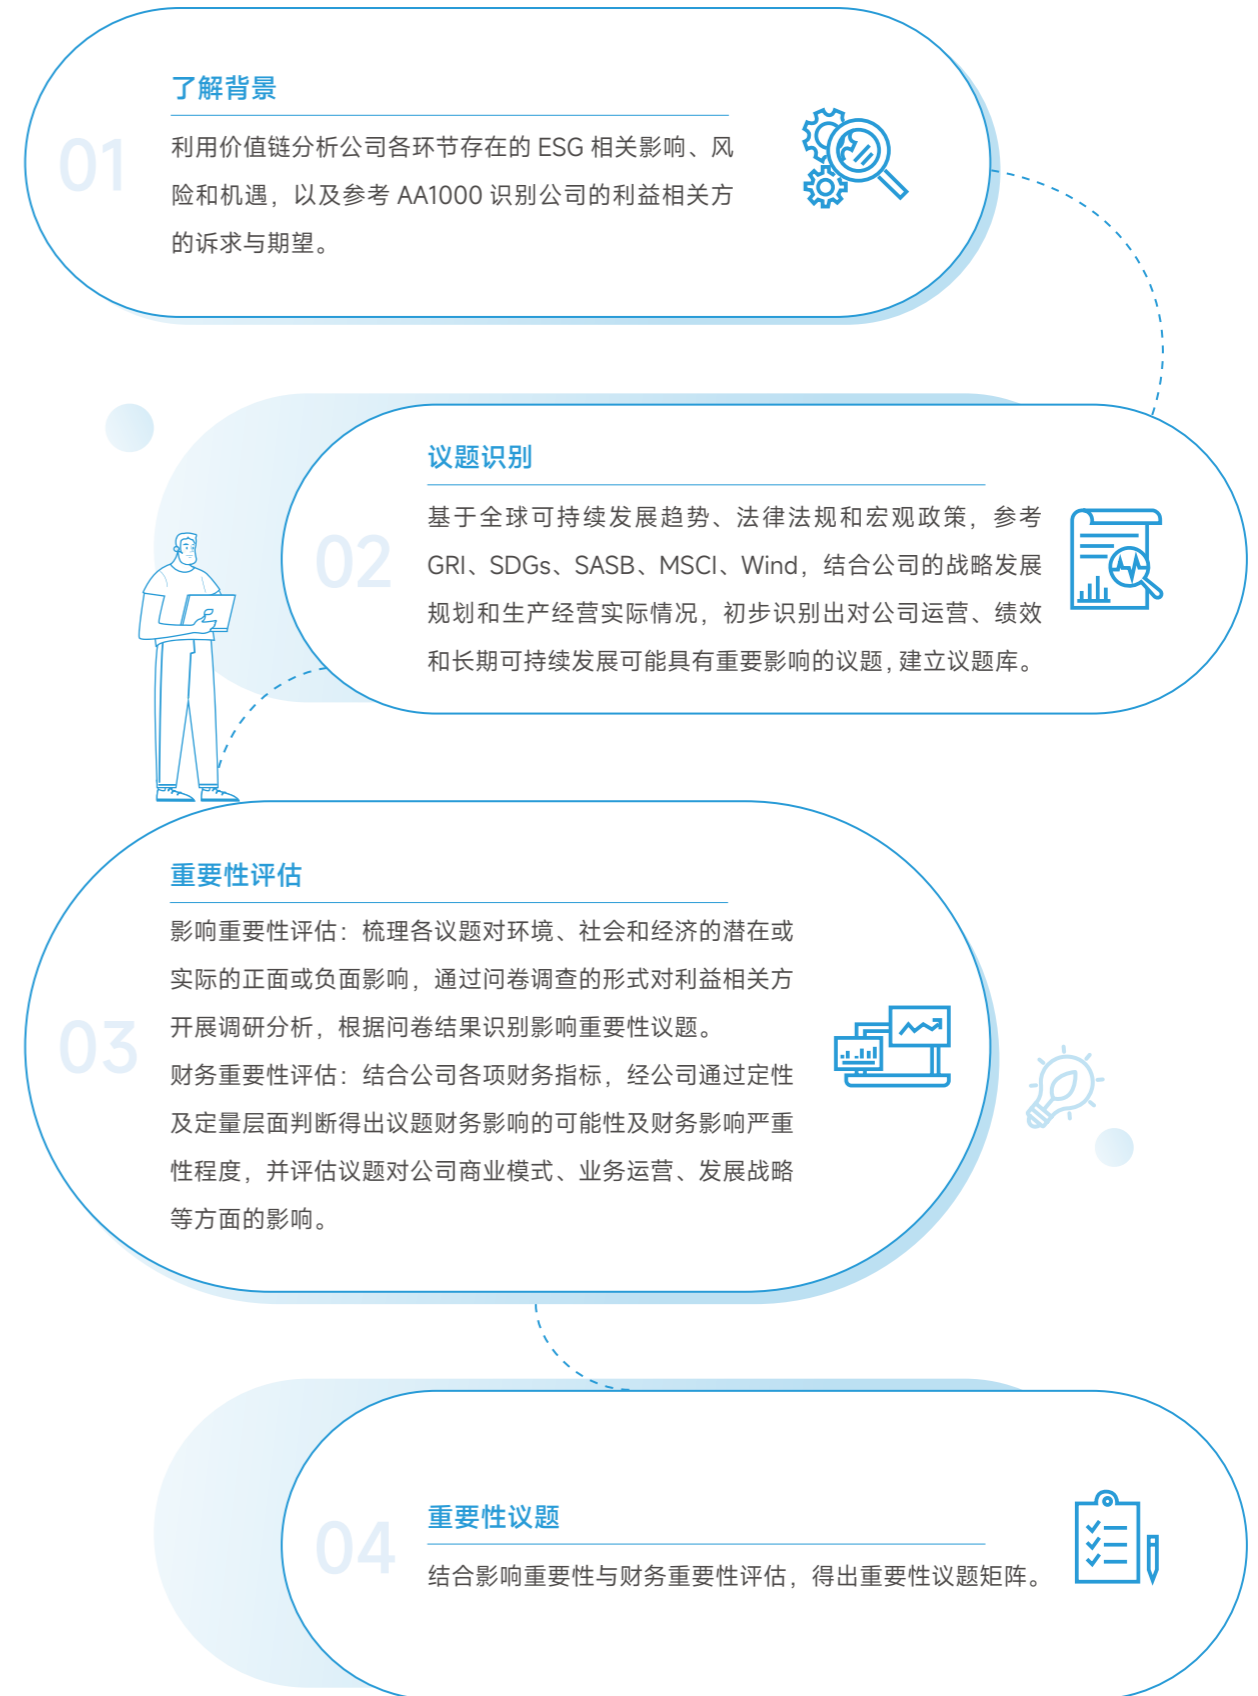 01
了解背景
利用价值链分析公司各环节存在的 ESG 相关影响、风
险和机遇，以及参考 AA1000 识别公司的利益相关方
的诉求与期望。
02
议题识别
基于全球可持续发展趋势、法律法规和宏观政策，参考
GRI、SDGs、SASB、MSCI、Wind，结合公司的战略发展
规划和生产经营实际情况，初步识别出对公司运营、绩效
和长期可持续发展可能具有重要影响的议题，建立议题库。
03
重要性评估
影响重要性评估：梳理各议题对环境、社会和经济的潜在或
实际的正面或负面影响，通过问卷调查的形式对利益相关方
开展调研分析，根据问卷结果识别影响重要性议题。
财务重要性评估：结合公司各项财务指标，经公司通过定性
及定量层面判断得出议题财务影响的可能性及财务影响严重
性程度，并评估议题对公司商业模式、业务运营、发展战略
等方面的影响。
04
重要性议题
结合影响重要性与财务重要性评估，得出重要性议题矩阵。